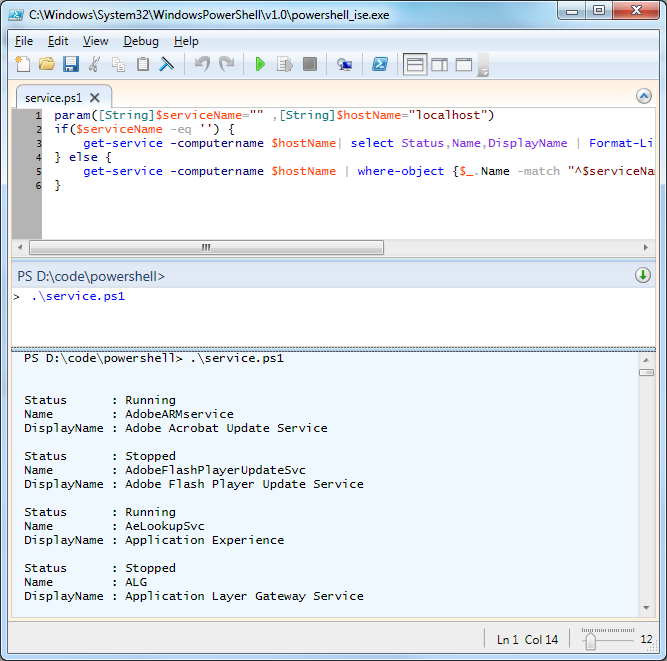 C:\Windows\System32\WindowsPowerShell\v1.0\powershell_ise.exe
File Edit View Debug Help
service.ps1
1 param([String]$serviceName="" ,[String]$hostName="localhost")
2 if($serviceName -eq '') {
3 get-service -computername $hostName| select Status,Name,DisplayName | Format-Li
4 } else {
5 get-service -computername $hostName | where-object {$_.Name -match "^$serviceNa
6 }
PS D:\code\powershell>
> .\service.ps1
PS D:\code\powershell> .\service.ps1
Status : Running
Name : AdobeARMservice
DisplayName : Adobe Acrobat Update Service
Status : Stopped
Name : AdobeFlashPlayerUpdateSvc
DisplayName : Adobe Flash Player Update Service
Status : Running
Name : AeLookupSvc
DisplayName : Application Experience
Status : Stopped
Name : ALG
DisplayName : Application Layer Gateway Service
Ln 1 Col 14 12